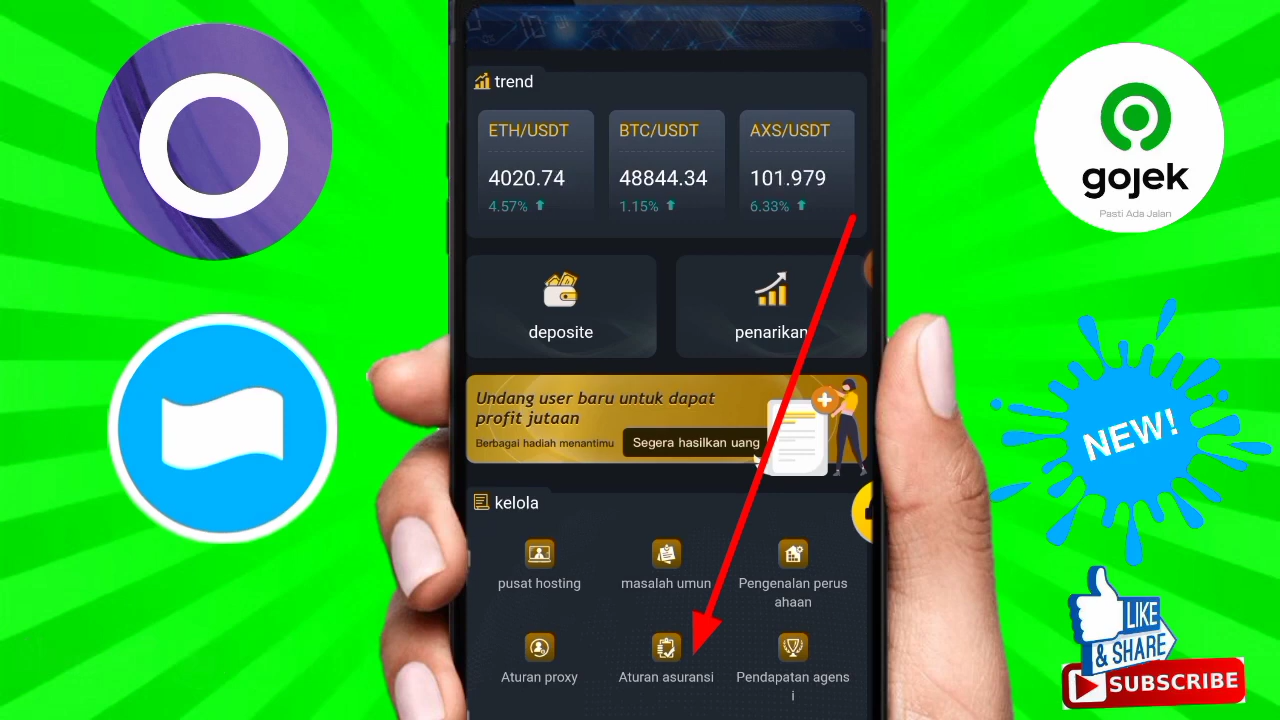 trend
ETH/USDT
BTC/USDT
AXS/USDT
4020.74
48844.34
101.979
4.57%
1.15%
6.33%
deposite
penarikan
Undang user baru untuk dapat
profit jutaan
Berbagai hadiah menantimu
Segera hasilkan uang
kelola
pusat hosting
masalah umun
Pengenalan perus
ahaan
Aturan proxy
Aturan asuransi
Pendapatan agens
i
gojek
Pasti Ada Jalan
NEW!
LIKE
& SHARE
SUBSCRIBE